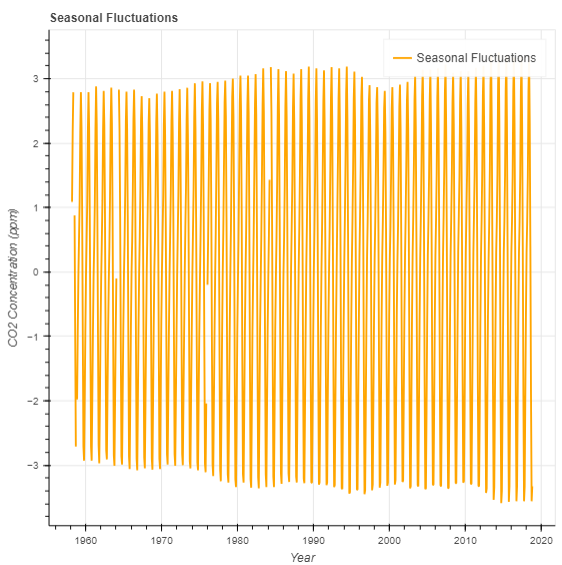 Seasonal Fluctuations
Seasonal Fluctuations
3
2
1
0
−1
−2
−3
CO2 Concentration (ppm)
1960 1970 1980 1990 2000 2010 2020
Year